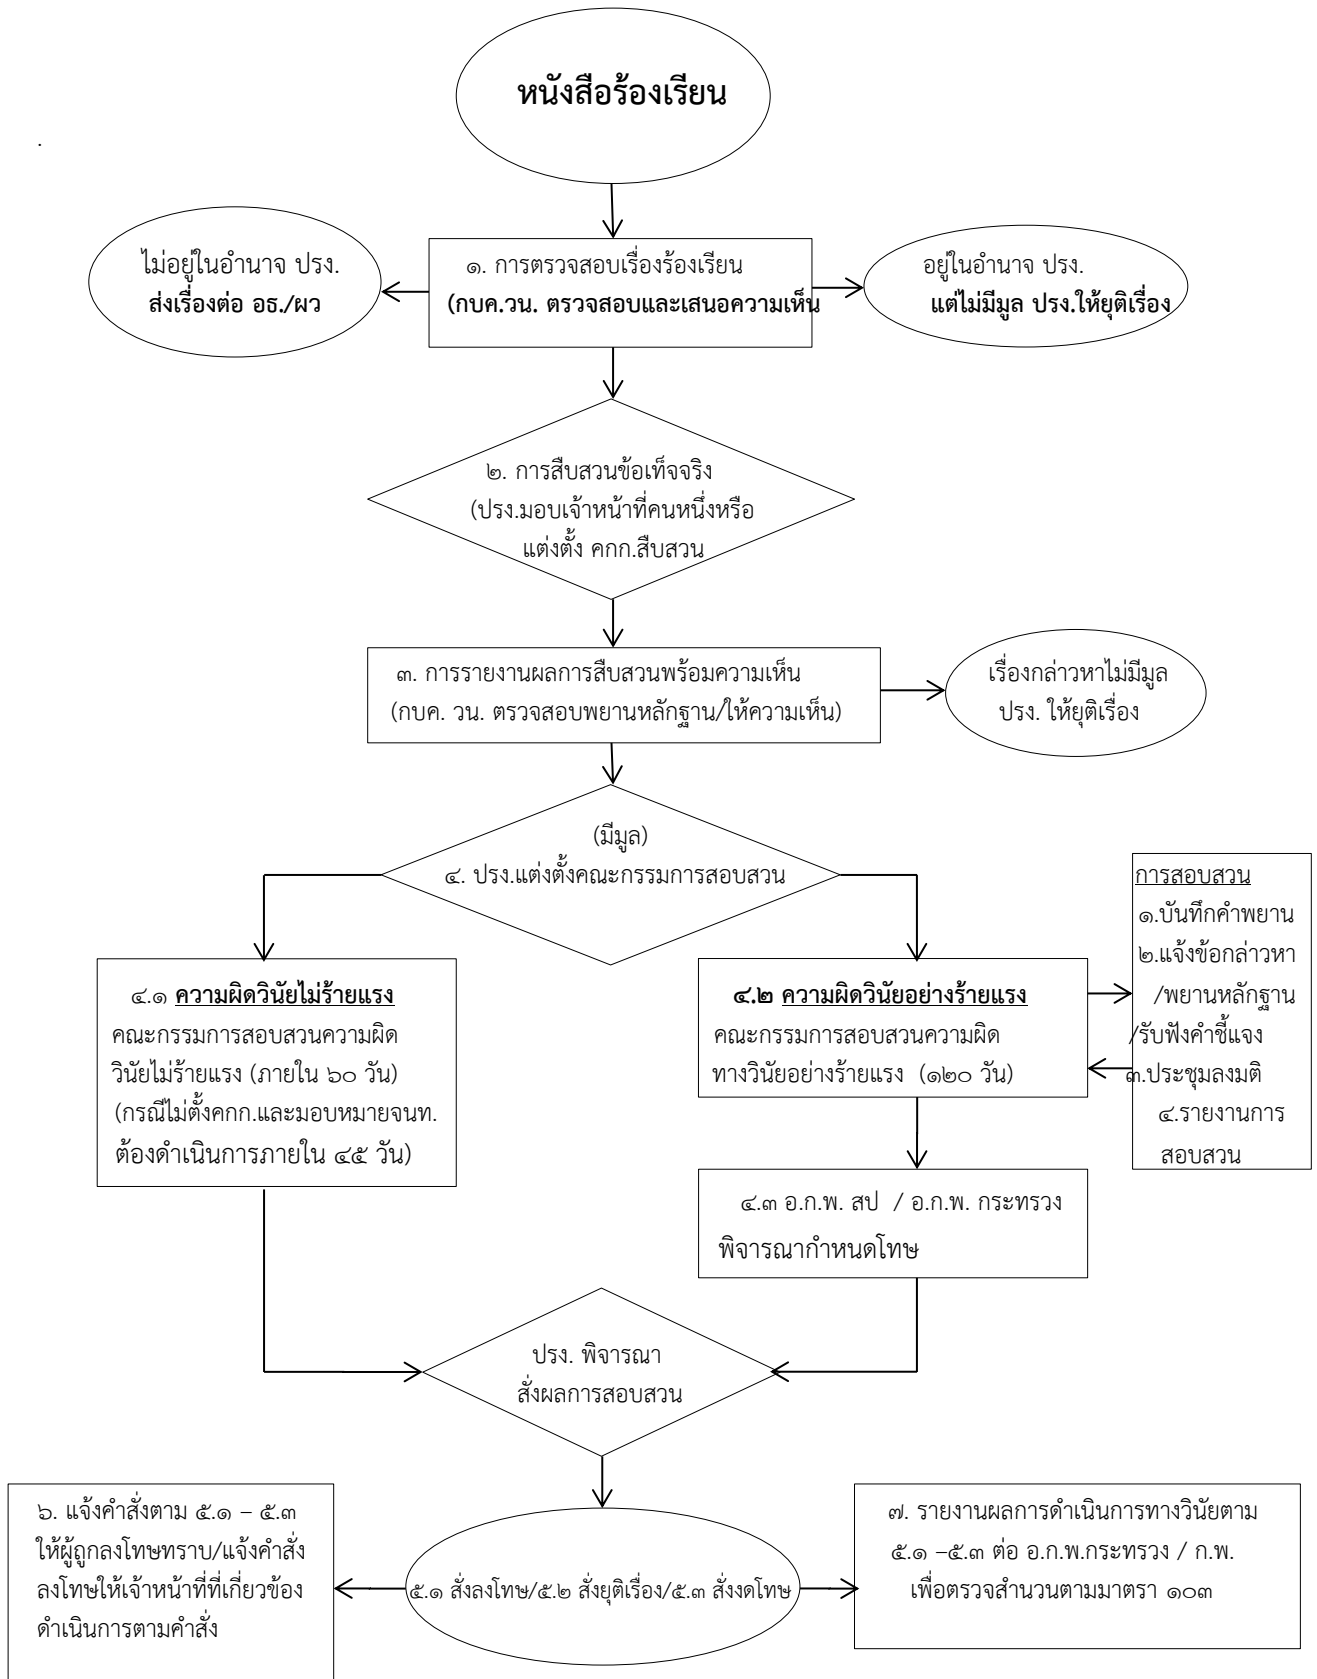 หนังสือร้องเรียน
.
ไม่อยู่ในอำนาจ ปรง.
ส่งเรื่องต่อ อธ./ผว
๑. การตรวจสอบเรื่องร้องเรียน
(กบค.วน. ตรวจสอบและเสนอความเห็น
อยู่ในอำนาจ ปรง.
แต่ไม่มีมูล ปรง.ให้ยุติเรื่อง
๒. การสืบสวนข้อเท็จจริง
(ปรง.มอบเจ้าหน้าที่คนหนึ่งหรือ
แต่งตั้ง คกก.สืบสวน
๓. การรายงานผลการสืบสวนพร้อมความเห็น
(กบค. วน. ตรวจสอบพยานหลักฐาน/ให้ความเห็น)
เรื่องกล่าวหาไม่มีมูล
ปรง. ให้ยุติเรื่อง
(มีมูล)
๔. ปรง.แต่งตั้งคณะกรรมการสอบสวน
๔.๑ ความผิดวินัยไม่ร้ายแรง
คณะกรรมการสอบสวนความผิด
วินัยไม่ร้ายแรง (ภายใน ๖๐ วัน)
(กรณีไม่ตั้งคกก.และมอบหมายจนท.
ต้องดำเนินการภายใน ๔๕ วัน)
๔.๒ ความผิดวินัยอย่างร้ายแรง
คณะกรรมการสอบสวนความผิด
ทางวินัยอย่างร้ายแรง (๑๒๐ วัน)
การสอบสวน
๑.บันทึกคำพยาน
๒.แจ้งข้อกล่าวหา
/พยานหลักฐาน
/รับฟังคำชี้แจง
๓.ประชุมลงมติ
๔.รายงานการ
สอบสวน
๔.๓ อ.ก.พ. สป / อ.ก.พ. กระทรวง
พิจารณากำหนดโทษ
ปรง. พิจารณา
สั่งผลการสอบสวน
๖. แจ้งคำสั่งตาม ๕.๑ – ๕.๓
ให้ผู้ถูกลงโทษทราบ/แจ้งคำสั่ง
ลงโทษให้เจ้าหน้าที่ที่เกี่ยวข้อง
ดำเนินการตามคำสั่ง
๕.๑ สั่งลงโทษ/๕.๒ สั่งยุติเรื่อง/๕.๓ สั่งงดโทษ
๗. รายงานผลการดำเนินการทางวินัยตาม
๕.๑ –๕.๓ ต่อ อ.ก.พ.กระทรวง / ก.พ.
เพื่อตรวจสำนวนตามมาตรา ๑๐๓